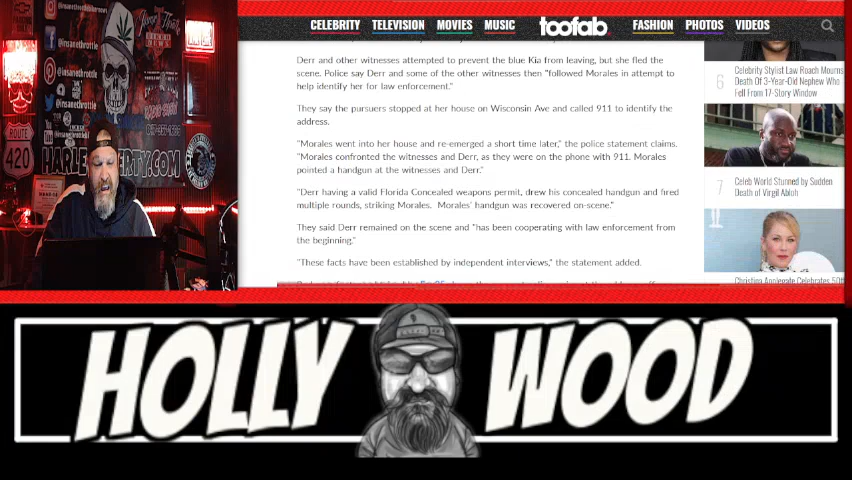 CELEBRITY TELEVISION MOVIES MUSIC toofab FASHION PHOTOS VIDEOS
Derr and other witnesses attempted to prevent the blue Kia from leaving, but she fled the
scene. Police say Derr and some of the other witnesses then "followed Morales in attempt to
help identify her for law enforcement."
They say the pursuers stopped at her house on Wisconsin Ave and called 911 to identify the
address.
"Morales went into her house and re-emerged a short time later," the police statement claims.
"Morales confronted the witnesses and Derr, as they were on the phone with 911. Morales
pointed a handgun at the witnesses and Derr."
"Derr having a valid Florida Concealed weapons permit, drew his concealed handgun and fired
multiple rounds, striking Morales. Morales' handgun was recovered on-scene."
They said Derr remained on the scene and "has been cooperating with law enforcement from
the beginning."
"These facts have been established by independent interviews," the statement added.
6
Celebrity Stylist Law Roach Mourns
Death Of 3-Year-Old Nephew Who
Fell From 17-Story Window
7
Celeb World Stunned by Sudden
Death of Virgil Abloh
Christina Applegate Celebrates 50th
@insanethrottle
@insanethrottle
ROUTE
420
HOLLY WOOD